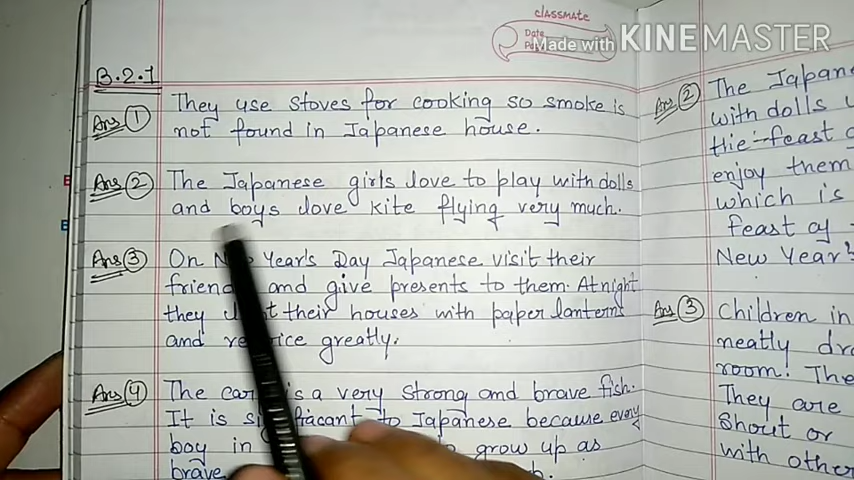 classmate
Date
Made with KINEMASTER
B.2.1
Ans ① They use stoves for cooking so smoke is
not found in Japanese house.
Ans ② The Japanese girls love to play with dolls
and boys love kite flying very much.
Ans ③ On Year's Day Japanese visit their
and give presents to them. At night
they their houses with paper lanterns
and greatly.
Ans ④ The is a very strong and brave fish.
It is to Japanese because every
boy in grow up as
brave
Ans ②
The
with dolls
feast
enjoy them
which is
feast of
New Year's
Ans ③ Children in
neatly
room. The
They are
shout or
with other